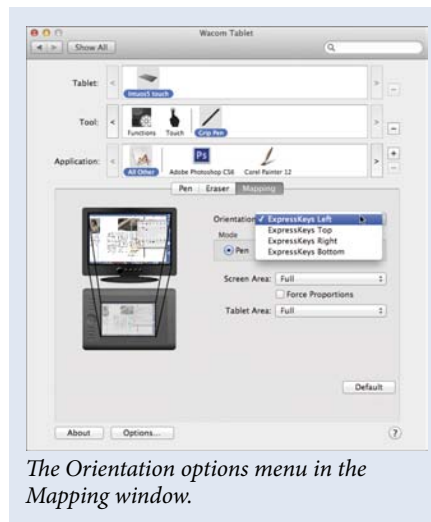 Wacom Tablet
Show All
Tablet:
Intuos5 touch
Tool:
Functions Touch Grip Pen
Application:
All Other Adobe Photoshop CS6 Corel Painter 12
Pen Eraser Mapping
Orientation: ✓ ExpressKeys Left
ExpressKeys Top
ExpressKeys Right
ExpressKeys Bottom
Mode
Pen
Screen Area: Full
Force Proportions
Tablet Area: Full
Default
About Options... ?
The Orientation options menu in the
Mapping window.